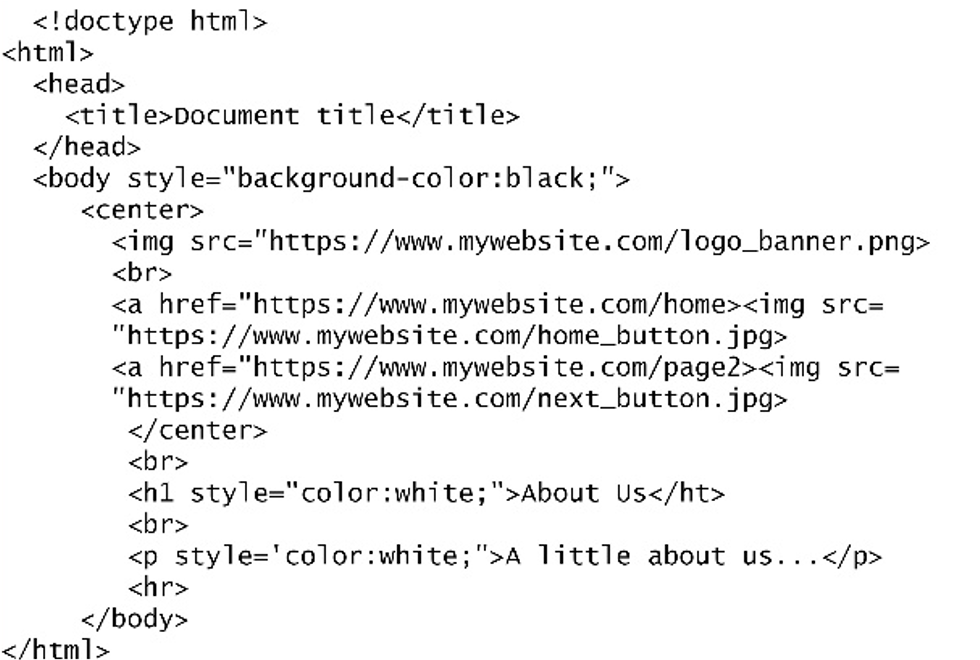 <!doctype html>
<html>
<head>
<title>Document title</title>
</head>
<body style="background-color:black;">
<center>
<img src="https://www.mywebsite.com/logo_banner.png>
<br>
<a href="https://www.mywebsite.com/home><img src=
"https://www.mywebsite.com/home_button.jpg>
<a href="https://www.mywebsite.com/page2><img src=
"https://www.mywebsite.com/next_button.jpg>
</center>
<br>
<h1 style="color:white;">About Us</ht>
<br>
<p style='color:white;">A little about us...</p>
<hr>
</body>
</html>